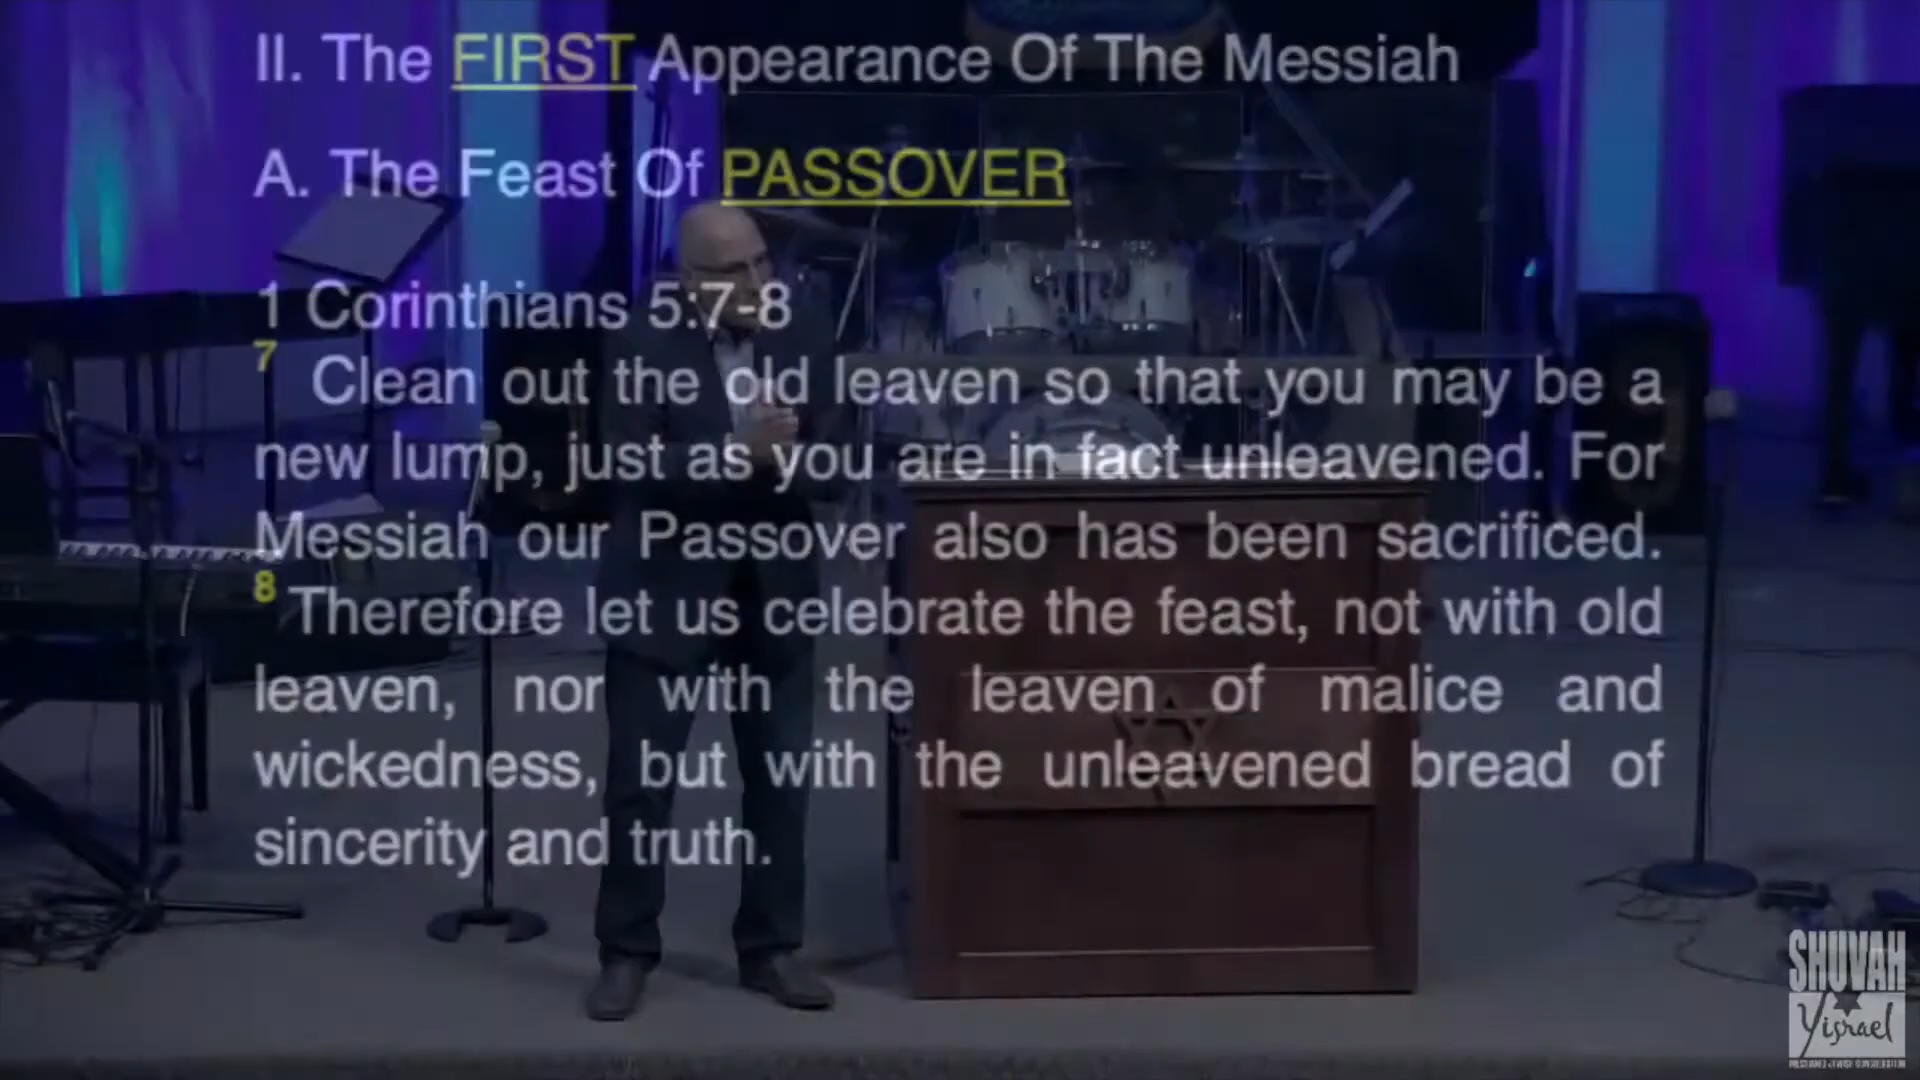 II. The FIRST Appearance Of The Messiah
A. The Feast Of PASSOVER
1 Corinthians 5:7-8
7 Clean out the old leaven so that you may be a
new lump, just as you are in fact unleavened. For
Messiah our Passover also has been sacrificed.
8 Therefore let us celebrate the feast, not with old
leaven, nor with the leaven of malice and
wickedness, but with the unleavened bread of
sincerity and truth.
SHUVAH
Yisrael